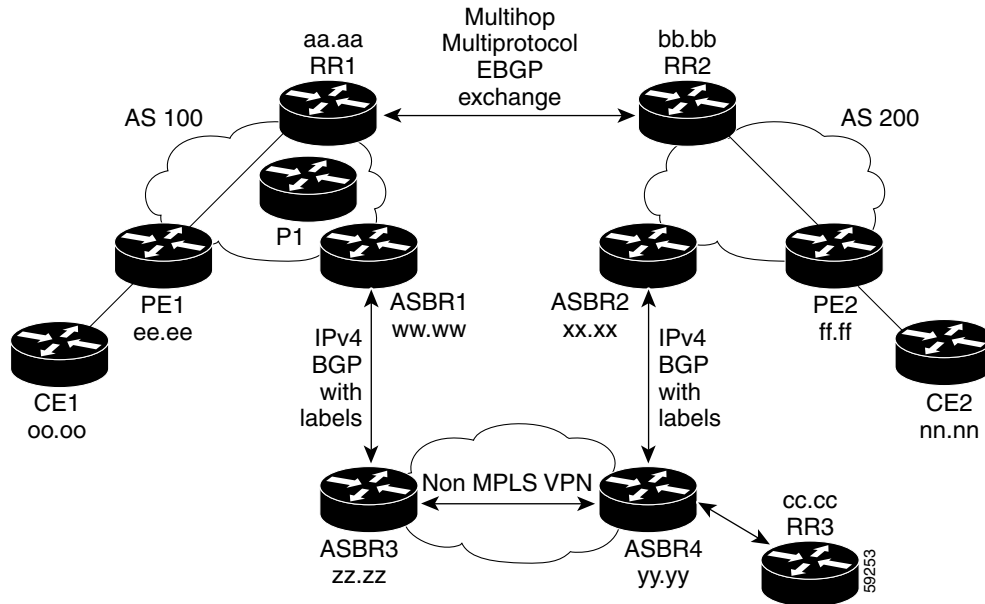 Multihop
Multiprotocol
EBGP
exchange
aa.aa
RR1
bb.bb
RR2
AS 100
AS 200
P1
PE1
ee.ee
ASBR1
ww.ww
ASBR2
xx.xx
PE2
ff.ff
CE1
oo.oo
IPv4
BGP
with
labels
IPv4
BGP
with
labels
CE2
nn.nn
Non MPLS VPN
ASBR3
zz.zz
ASBR4
yy.yy
cc.cc
RR3
59253